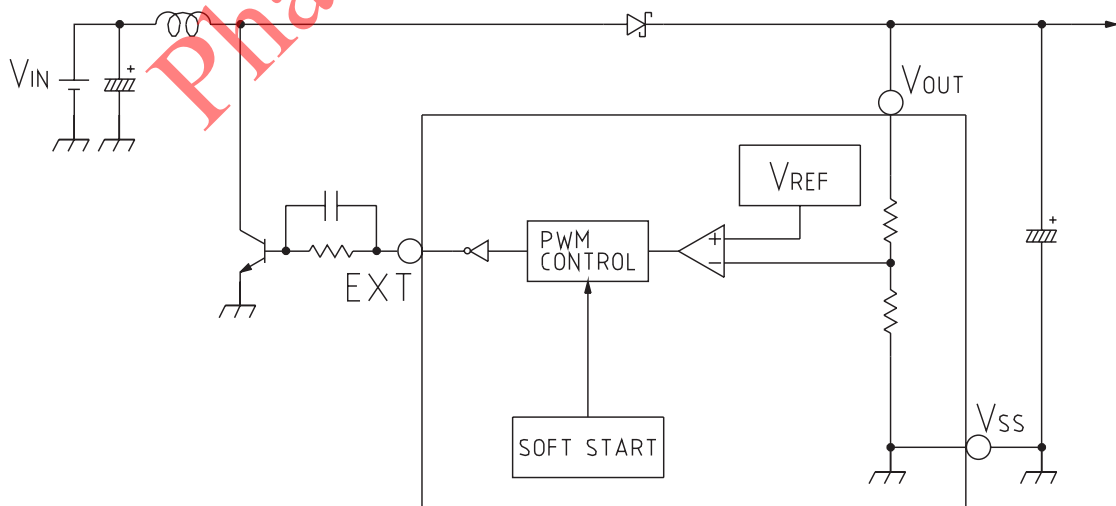 Pha
VIN
+
VOUT
VREF
+
PWM
CONTROL
+
−
EXT
VSS
SOFT START